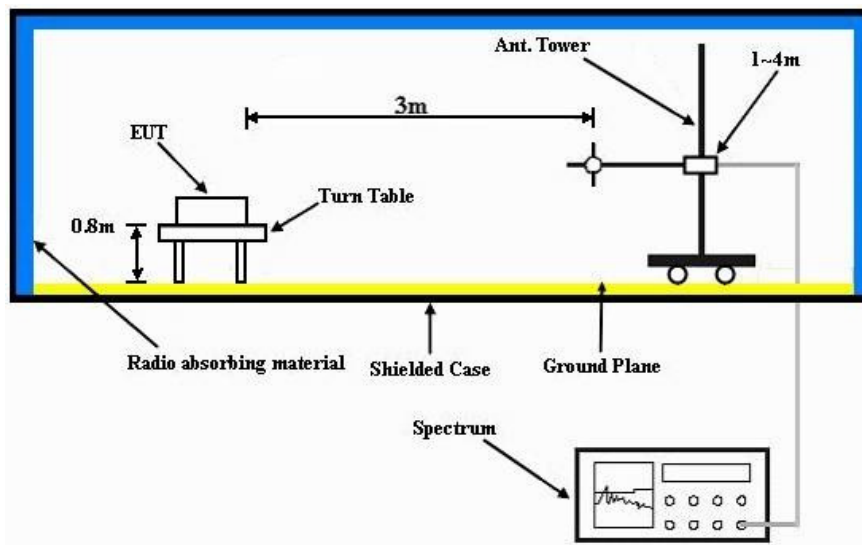 Ant. Tower
1~4m
3m
EUT
Turn Table
0.8m
Radio absorbing material
Shielded Case
Ground Plane
Spectrum